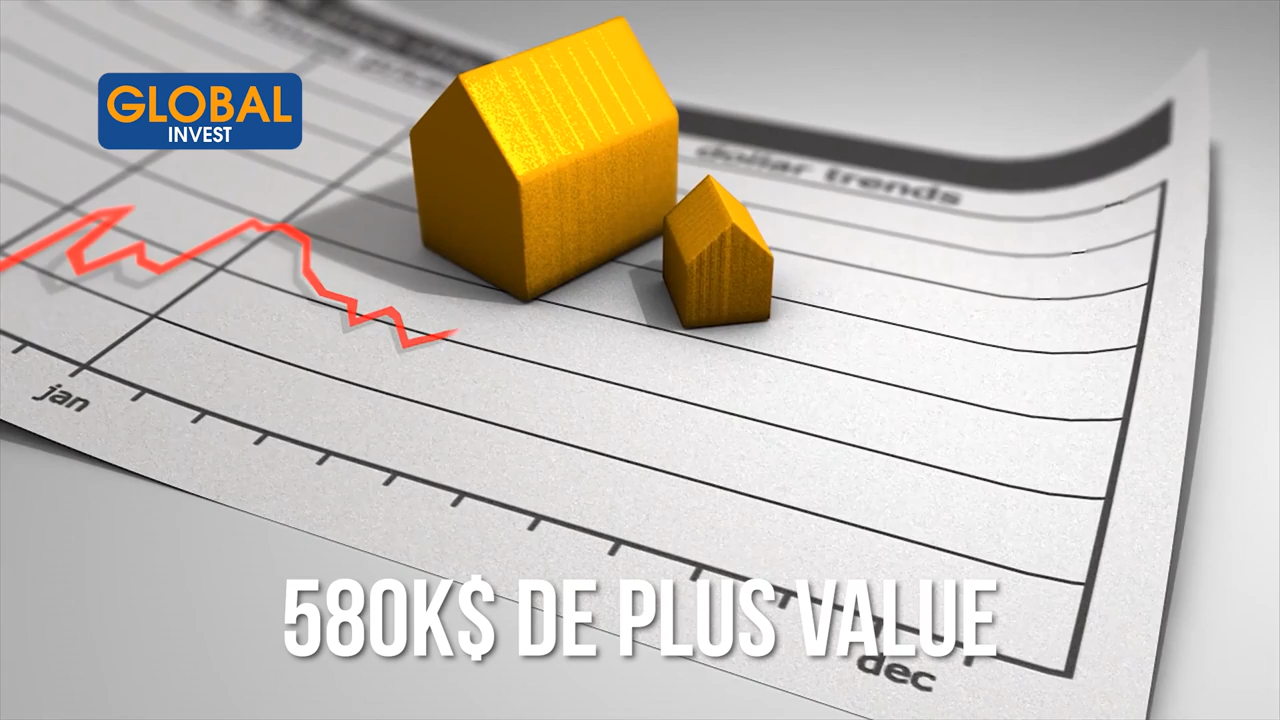 GLOBAL
INVEST
dollar trends
jan
580K$ DE PLUS VALUE
dec